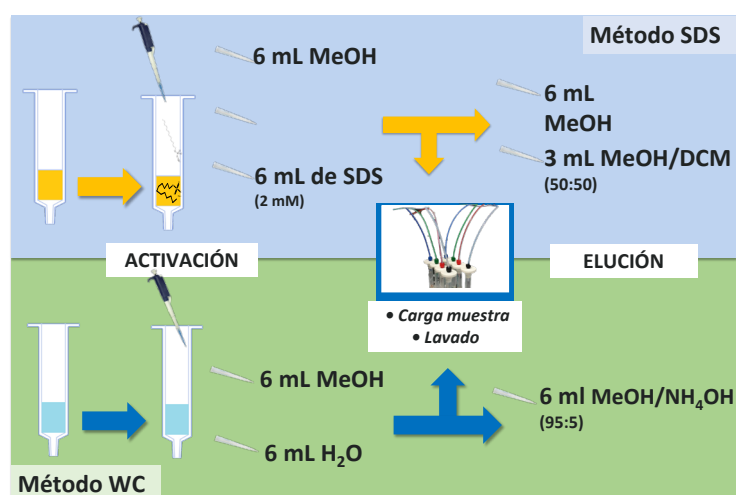 Método SDS
6 mL MeOH
6 mL de SDS
(2 mM)
6 mL
MeOH
3 mL MeOH/DCM
(50:50)
ACTIVACIÓN
ELUCIÓN
• Carga muestra
• Lavado
6 mL MeOH
6 mL H₂O
6 ml MeOH/NH₄OH
(95:5)
Método WC